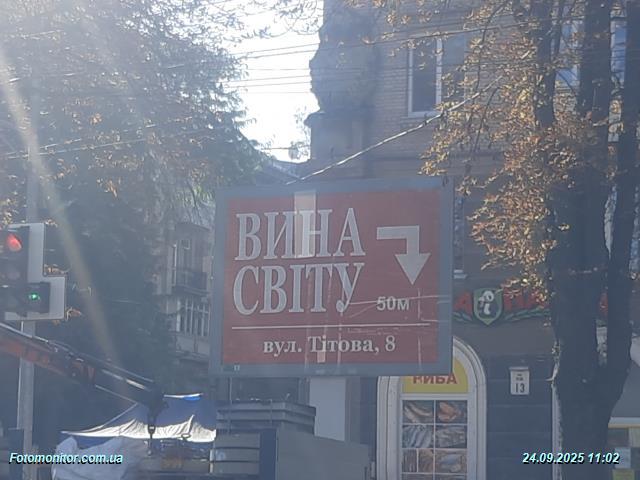 ВИНА
СВІТУ
50м
вул. Тітова, 8
РИБА
13
Fotomonitor.com.ua
24.09.2025 11:02